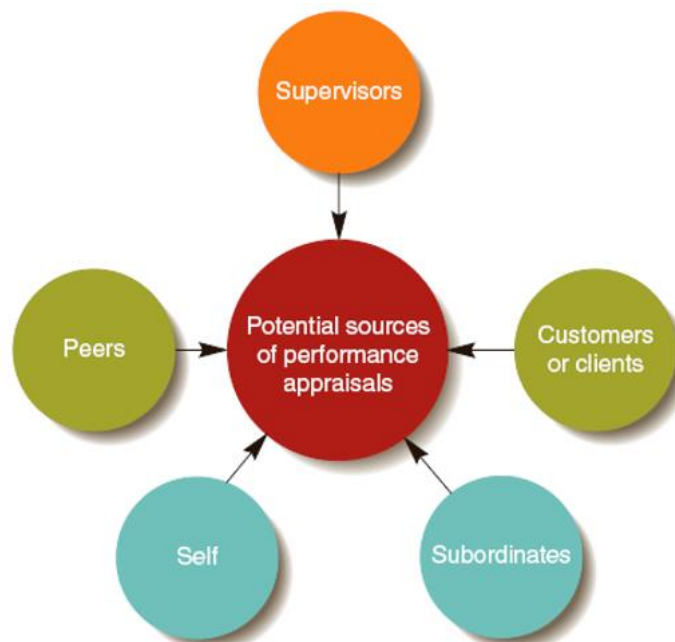 Supervisors
Peers
Potential sources
of performance
appraisals
Customers
or clients
Self
Subordinates